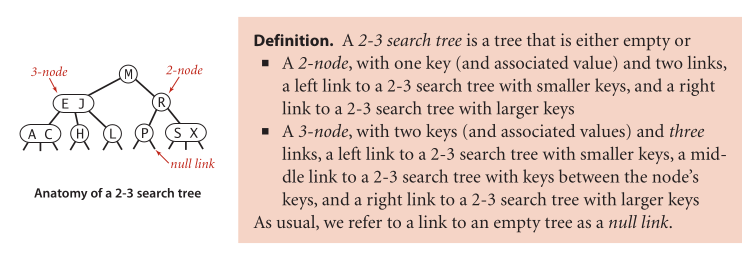 3-node
2-node
M
E J
R
A C
H
L
P
S X
null link
Anatomy of a 2-3 search tree
Definition. A 2-3 search tree is a tree that is either empty or
■ A 2-node, with one key (and associated value) and two links,
a left link to a 2-3 search tree with smaller keys, and a right
link to a 2-3 search tree with larger keys
■ A 3-node, with two keys (and associated values) and three
links, a left link to a 2-3 search tree with smaller keys, a mid-
dle link to a 2-3 search tree with keys between the node's
keys, and a right link to a 2-3 search tree with larger keys
As usual, we refer to a link to an empty tree as a null link.